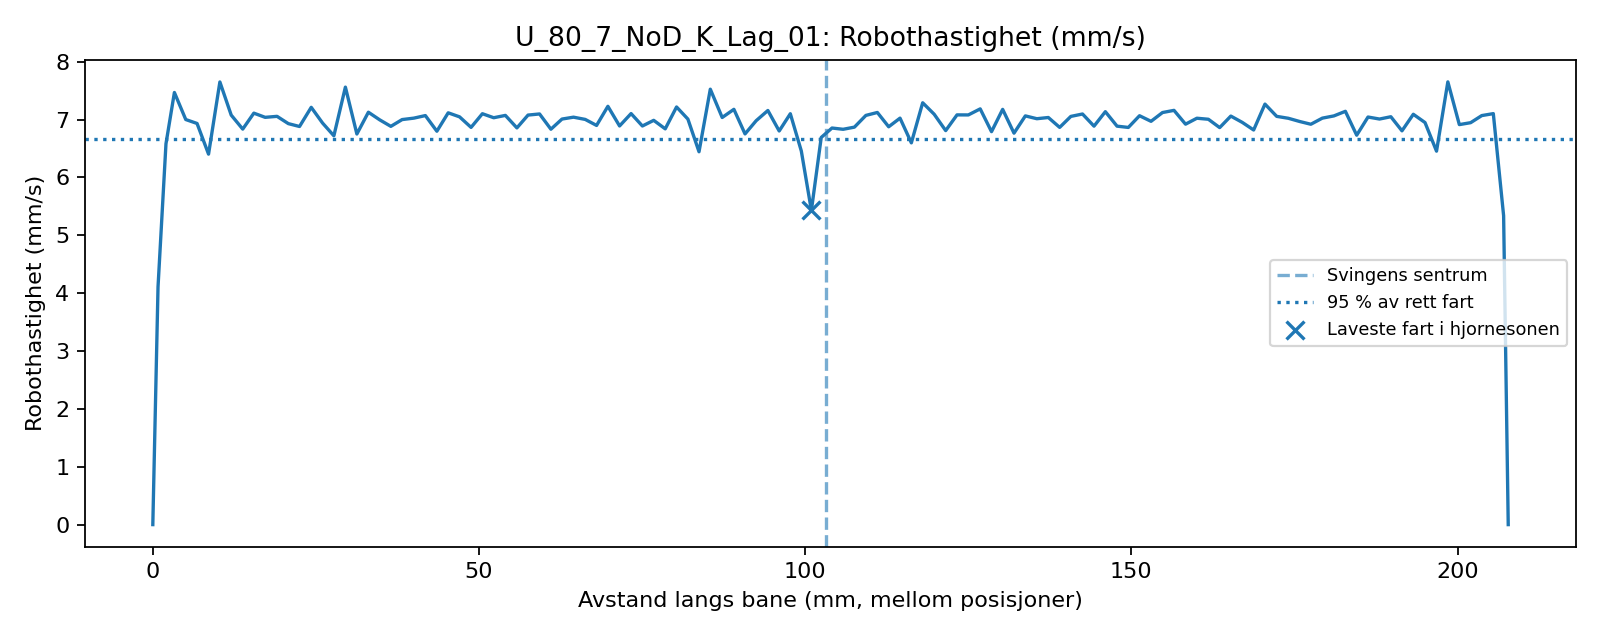 U_80_7_NoD_K_Lag_01: Robothastighet (mm/s)
Robothastighet (mm/s)
8
7
6
5
4
3
2
1
0
Svingens sentrum
95 % av rett fart
Laveste fart i hjornesonen
0 50 100 150 200
Avstand langs bane (mm, mellom posisjoner)